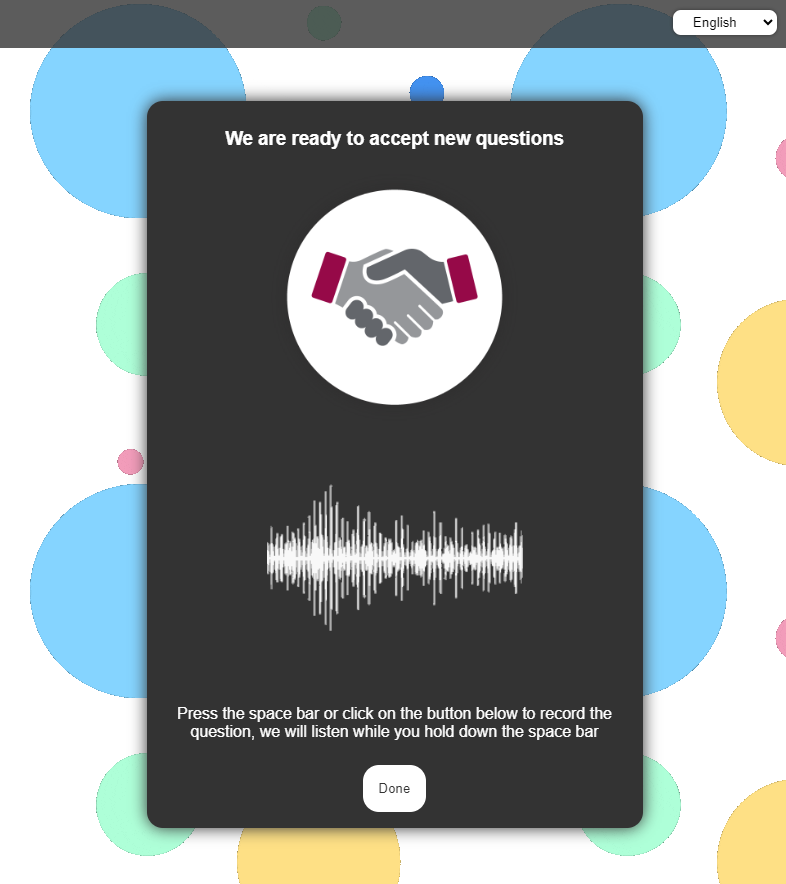 English
We are ready to accept new questions
Press the space bar or click on the button below to record the
question, we will listen while you hold down the space bar
Done